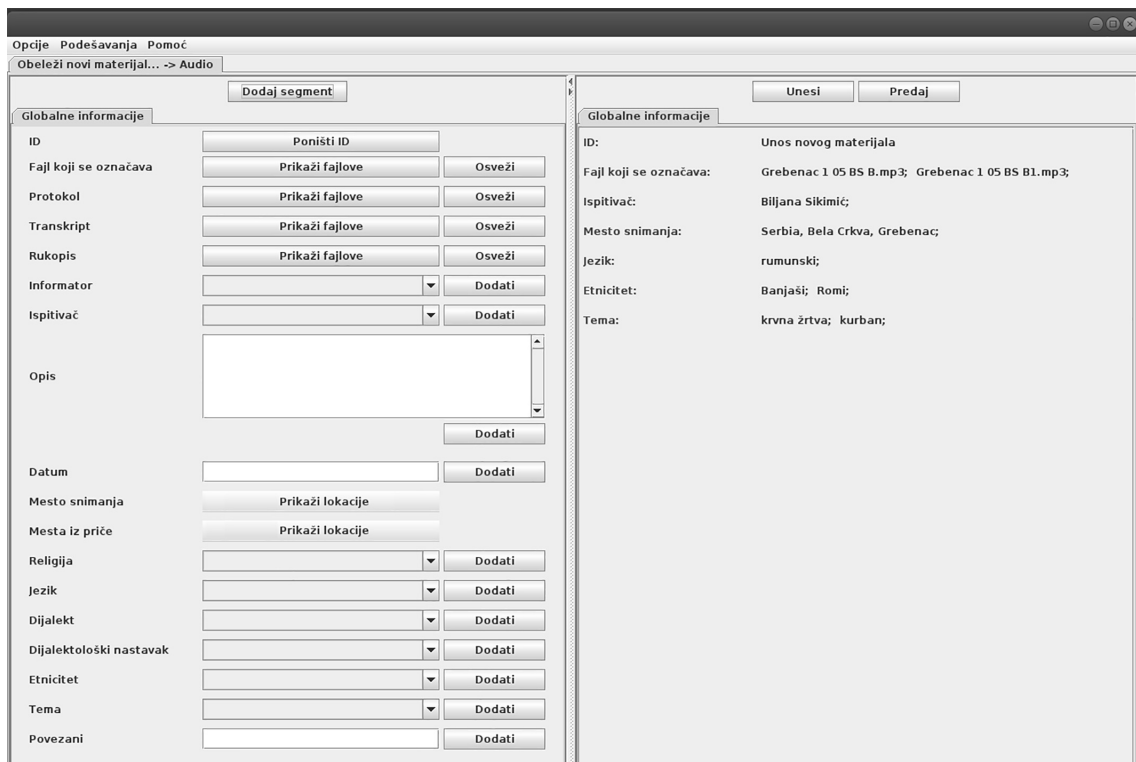 Opcije Podešavanja Pomoć
Obeleži novi materijal... -> Audio
Dodaj segment
Globalne informacije
ID Poništi ID
Fajl koji se označava Prikaži fajlove Osveži
Protokol Prikaži fajlove Osveži
Transkript Prikaži fajlove Osveži
Rukopis Prikaži fajlove Osveži
Informator Dodati
Ispitivač Dodati
Opis
Dodati
Datum Dodati
Mesto snimanja Prikaži lokacije
Mesta iz priče Prikaži lokacije
Religija Dodati
Jezik Dodati
Dijalekt Dodati
Dijalektološki nastavak Dodati
Etnicitet Dodati
Tema Dodati
Povezani Dodati
Unesi Predaj
Globalne informacije
ID: Unos novog materijala
Fajl koji se označava: Grebenac 1 05 BS B.mp3; Grebenac 1 05 BS B1.mp3;
Ispitivač: Biljana Sikimić;
Mesto snimanja: Serbia, Bela Crkva, Grebenac;
Jezik: rumunski;
Etnicitet: Banjaši; Romi;
Tema: krvna žrtva; kurban;